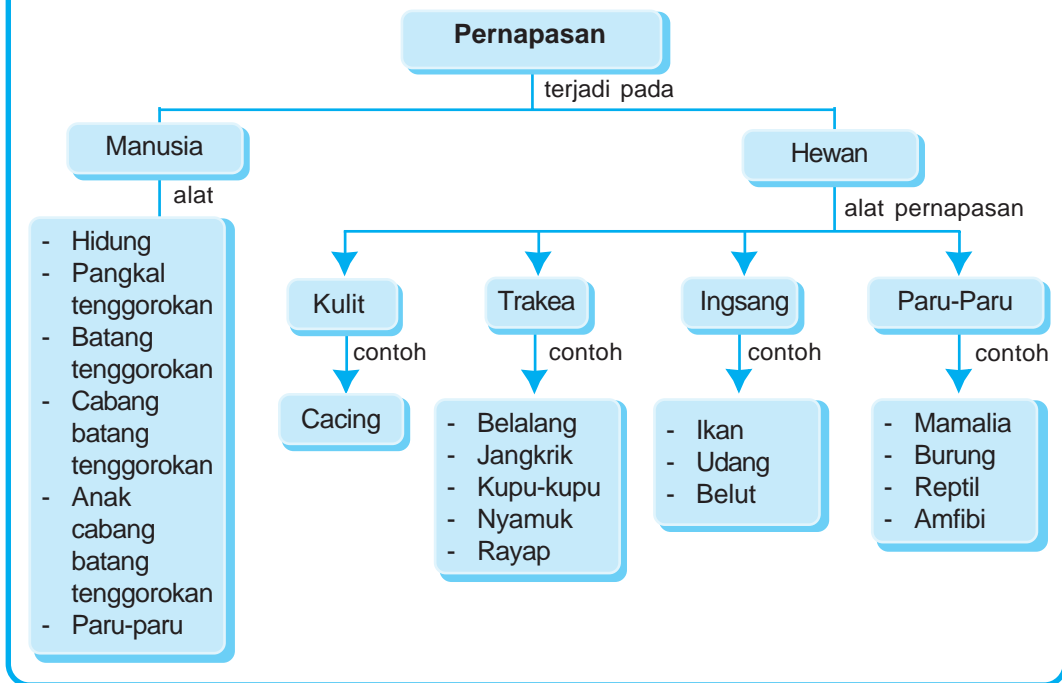 Pernapasan
terjadi pada
Manusia
Hewan
alat
alat pernapasan
- Hidung
- Pangkal
tenggorokan
- Batang
tenggorokan
- Cabang
batang
tenggorokan
- Anak
cabang
batang
tenggorokan
- Paru-paru
Kulit
contoh
Cacing
Trakea
contoh
- Belalang
- Jangkrik
- Kupu-kupu
- Nyamuk
- Rayap
Ingsang
contoh
- Ikan
- Udang
- Belut
Paru-Paru
contoh
- Mamalia
- Burung
- Reptil
- Amfibi